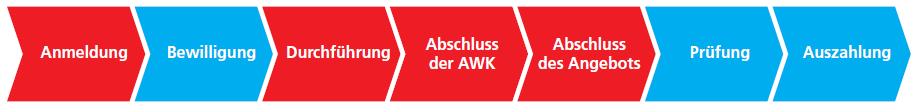 Anmeldung
Bewilligung
Durchführung
Abschluss
der AWK
Abschluss
des Angebots
Prüfung
Auszahlung